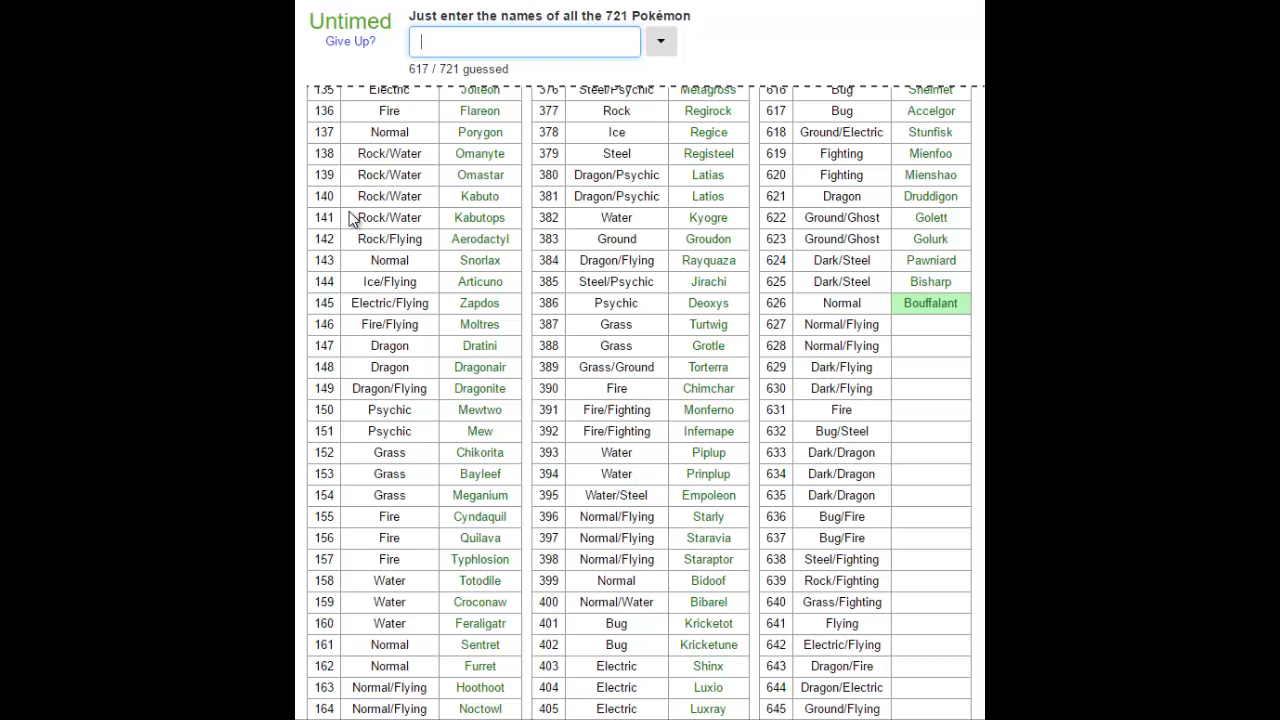 Untimed
Give Up?
Just enter the names of all the 721 Pokémon
617 / 721 guessed
135 Electric Jolteon 376 Steel/Psychic Metagross 616 Bug Shelmet
136 Fire Flareon 377 Rock Regirock 617 Bug Accelgor
137 Normal Porygon 378 Ice Regice 618 Ground/Electric Stunfisk
138 Rock/Water Omanyte 379 Steel Registeel 619 Fighting Mienfoo
139 Rock/Water Omastar 380 Dragon/Psychic Latias 620 Fighting Mienshao
140 Rock/Water Kabuto 381 Dragon/Psychic Latios 621 Dragon Druddigon
141 Rock/Water Kabutops 382 Water Kyogre 622 Ground/Ghost Golett
142 Rock/Flying Aerodactyl 383 Ground Groudon 623 Ground/Ghost Golurk
143 Normal Snorlax 384 Dragon/Flying Rayquaza 624 Dark/Steel Pawniard
144 Ice/Flying Articuno 385 Steel/Psychic Jirachi 625 Dark/Steel Bisharp
145 Electric/Flying Zapdos 386 Psychic Deoxys 626 Normal Bouffalant
146 Fire/Flying Moltres 387 Grass Turtwig 627 Normal/Flying
147 Dragon Dratini 388 Grass Grotle 628 Normal/Flying
148 Dragon Dragonair 389 Grass/Ground Torterra 629 Dark/Flying
149 Dragon/Flying Dragonite 390 Fire Chimchar 630 Dark/Flying
150 Psychic Mewtwo 391 Fire/Fighting Monferno 631 Fire
151 Psychic Mew 392 Fire/Fighting Infernape 632 Bug/Steel
152 Grass Chikorita 393 Water Piplup 633 Dark/Dragon
153 Grass Bayleef 394 Water Prinplup 634 Dark/Dragon
154 Grass Meganium 395 Water/Steel Empoleon 635 Dark/Dragon
155 Fire Cyndaquil 396 Normal/Flying Starly 636 Bug/Fire
156 Fire Quilava 397 Normal/Flying Staravia 637 Bug/Fire
157 Fire Typhlosion 398 Normal/Flying Staraptor 638 Steel/Fighting
158 Water Totodile 399 Normal Bidoof 639 Rock/Fighting
159 Water Croconaw 400 Normal/Water Bibarel 640 Grass/Fighting
160 Water Feraligatr 401 Bug Kricketot 641 Flying
161 Normal Sentret 402 Bug Kricketune 642 Electric/Flying
162 Normal Furret 403 Electric Shinx 643 Dragon/Fire
163 Normal/Flying Hoothoot 404 Electric Luxio 644 Dragon/Electric
164 Normal/Flying Noctowl 405 Electric Luxray 645 Ground/Flying